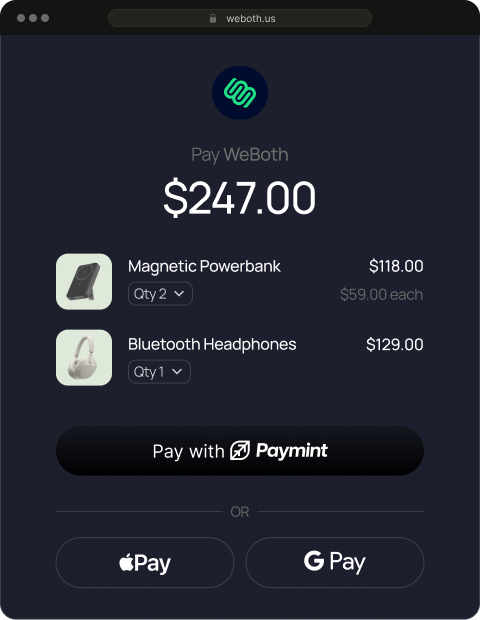 weboth.us
Pay WeBoth
$247.00
Magnetic Powerbank $118.00
Qty 2 $59.00 each
Bluetooth Headphones $129.00
Qty 1
Pay with Paymint
OR
Pay
G Pay